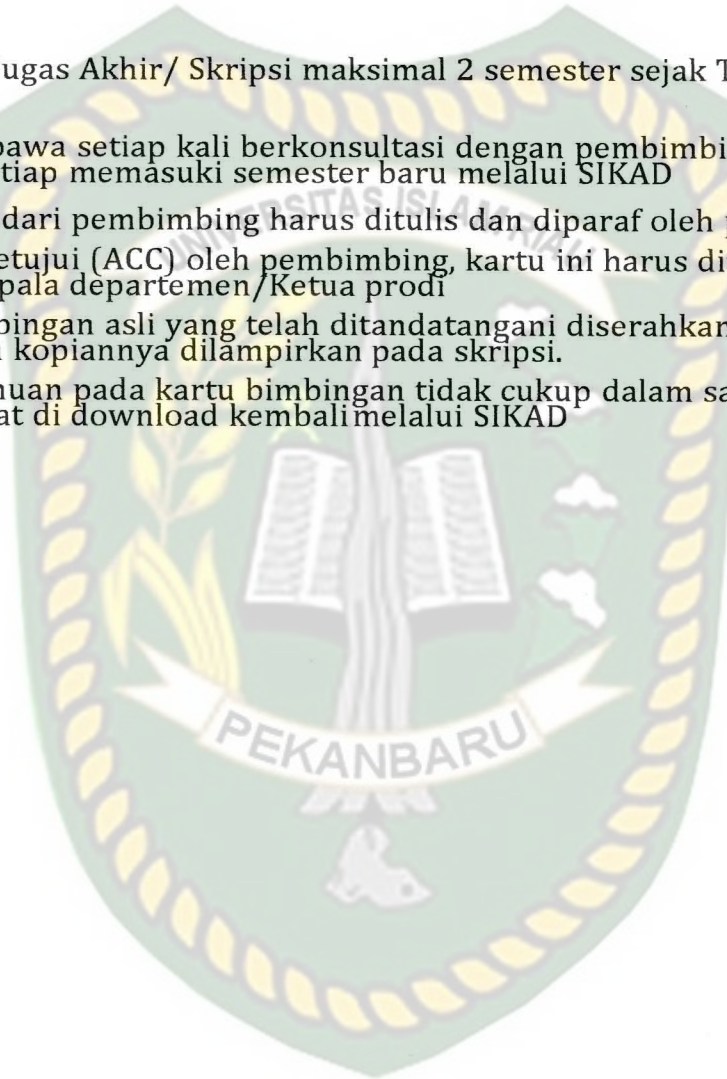 ugas Akhir/ Skripsi maksimal 2 semester sejak T
bawa setiap kali berkonsultasi dengan pembimbi
tiap memasuki semester baru melalui SIKAD
UNIVERSITAS ISLAM RIAU
dari pembimbing harus ditulis dan diparaf oleh
etujui (ACC) oleh pembimbing, kartu ini harus di
pala departemen/Ketua prodi
bingan asli yang telah ditandatangani diserahkan
kopiannya dilampirkan pada skripsi.
nuan pada kartu bimbingan tidak cukup dalam sa
at di download kembali melalui SIKAD
PEKANBARU